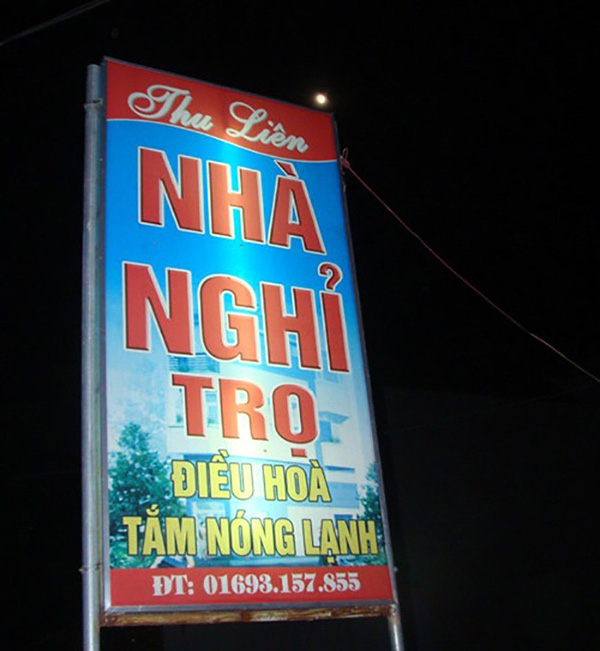 Thu Liên
NHÀ
NGHỈ
TRỌ
ĐIỀU HOÀ
TẮM NÓNG LẠNH
ĐT: 01693.157.855